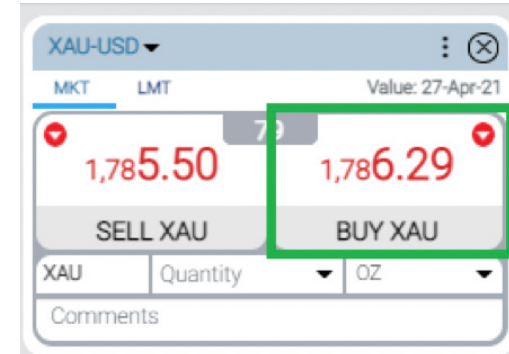 XAU-USD
MKT LMT Value: 27-Apr-21
79
1,785.50 1,786.29
SELL XAU BUY XAU
XAU Quantity OZ
Comments